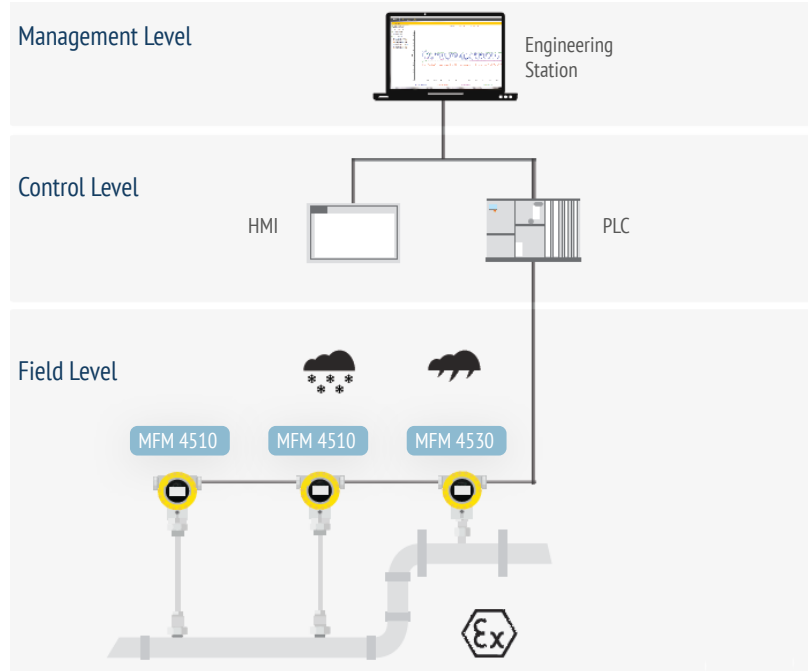 Management Level
Engineering
Station
Control Level
HMI
PLC
Field Level
MFM 4510
MFM 4510
MFM 4530
Ex